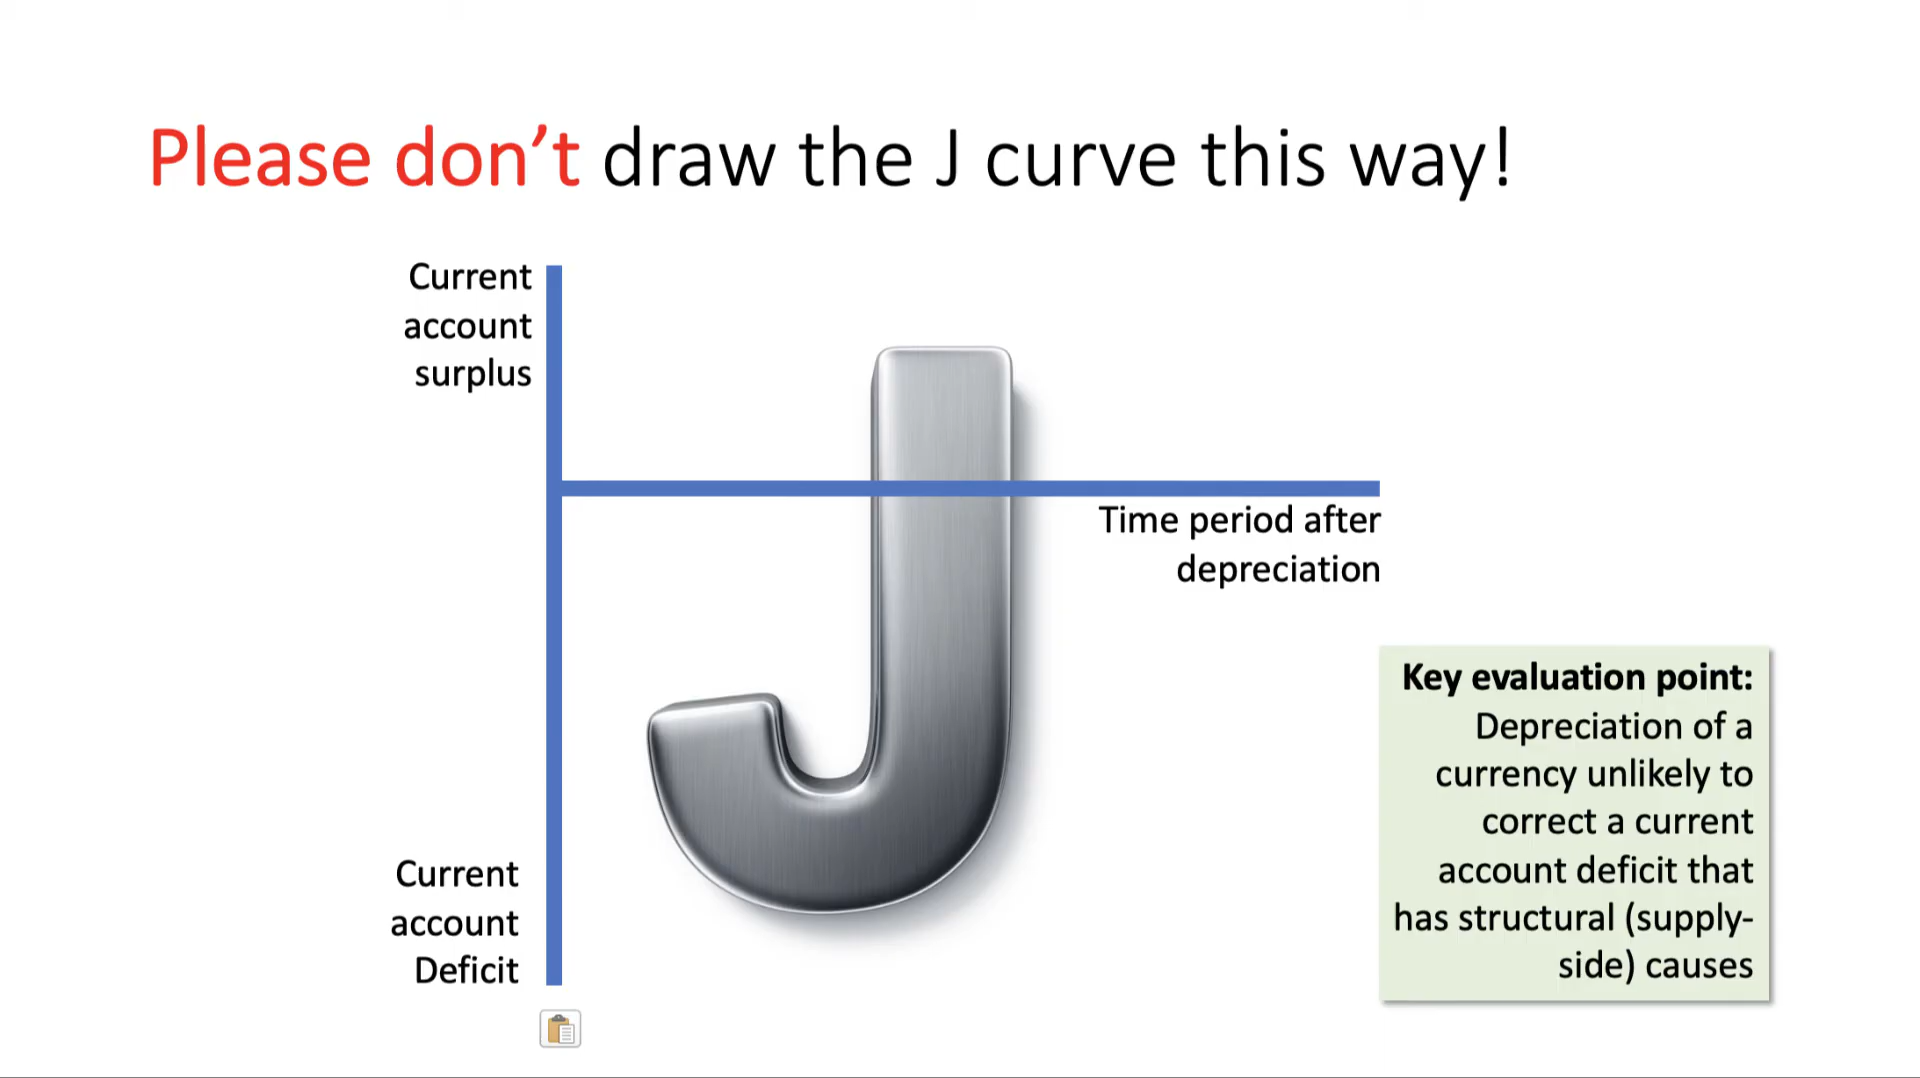 Please don’t draw the J curve this way!
Current
account
surplus
Time period after
depreciation
Current
account
Deficit
Key evaluation point:
Depreciation of a
currency unlikely to
correct a current
account deficit that
has structural (supply-
side) causes